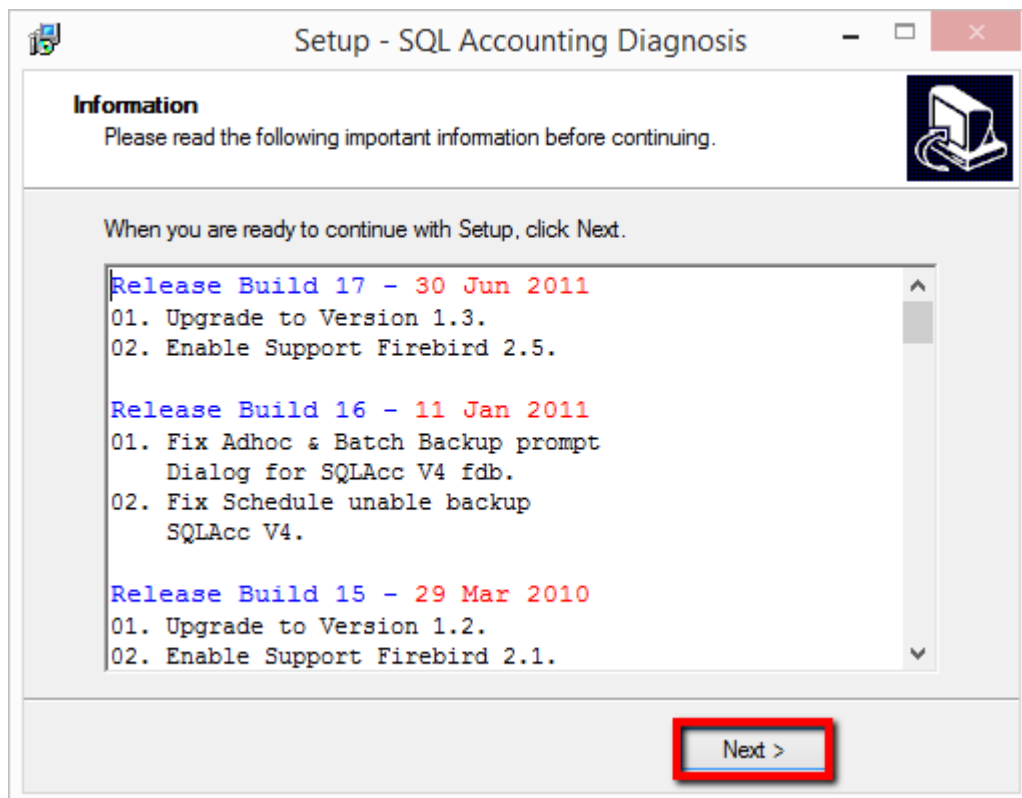 Setup - SQL Accounting Diagnosis
Information
Please read the following important information before continuing.
When you are ready to continue with Setup, click Next.
Release Build 17 - 30 Jun 2011
01. Upgrade to Version 1.3.
02. Enable Support Firebird 2.5.
Release Build 16 - 11 Jan 2011
01. Fix Adhoc & Batch Backup prompt
Dialog for SQLAcc V4 fdb.
02. Fix Schedule unable backup
SQLAcc V4.
Release Build 15 - 29 Mar 2010
01. Upgrade to Version 1.2.
02. Enable Support Firebird 2.1.
Next >